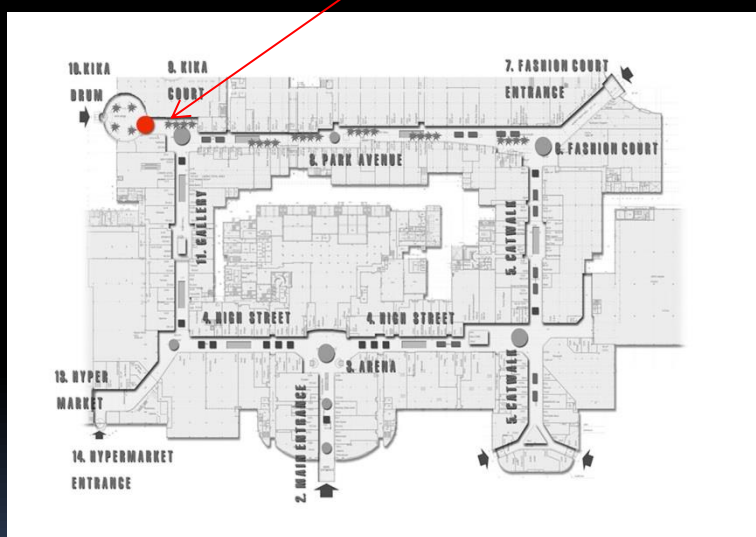 10. KIKA
DRUM
9. KIKA
COURT
7. FASHION COURT
ENTRANCE
8. PARK AVENUE
6. FASHION COURT
11. GALLERY
5. CATWALK
4. HIGH STREET
4. HIGH STREET
3. ARENA
5. CATWALK
13. HYPER
MARKET
2. MAIN ENTRANCE
14. HYPERMARKET
ENTRANCE